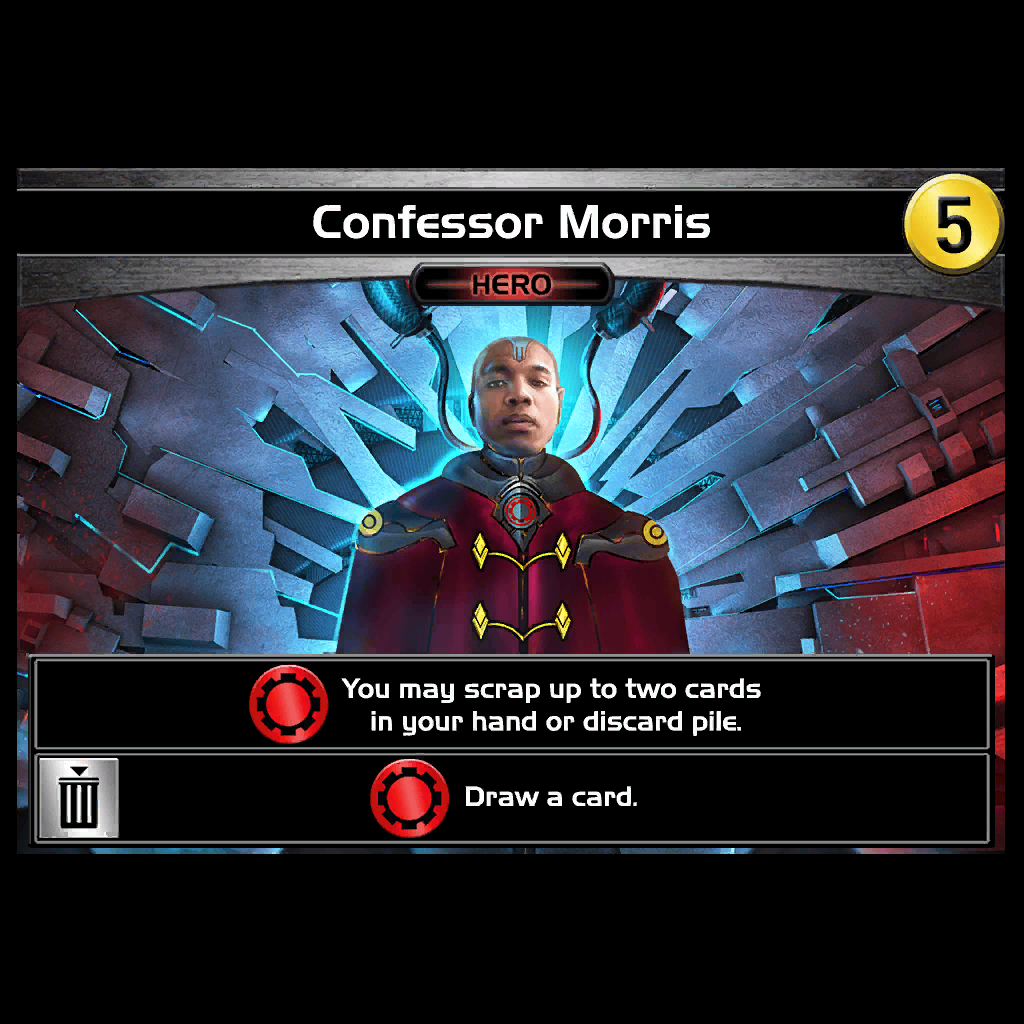 Confessor Morris
5
HERO
You may scrap up to two cards
in your hand or discard pile.
Draw a card.